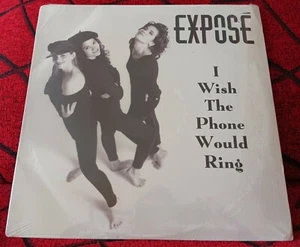 EXPOSÉ
I
Wish
The
Phone
Would
Ring